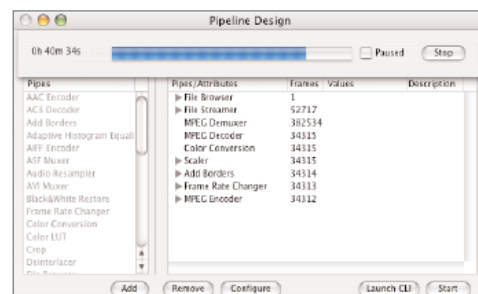 Pipeline Design
0h 40m 34s
Paused
Stop
Pipes
AAC Encoder
AC3 Decoder
Add Borders
Adaptive Histogram Equali
AIFF Encoder
ASF Muxer
Audio Resampler
AVI Muxer
Black&White Restore
Frame Rate Changer
Color Conversion
Color LUT
Crop
Deinterlacer
Pipes/Attributes Frames Values Description
File Browser 1
File Streamer 52717
MPEG Demuxer 382534
MPEG Decoder 34315
Color Conversion 34315
Scaler 34315
Add Borders 34314
Frame Rate Changer 34313
MPEG Encoder 34312
Add
Remove
Configure
Launch CLI
Start